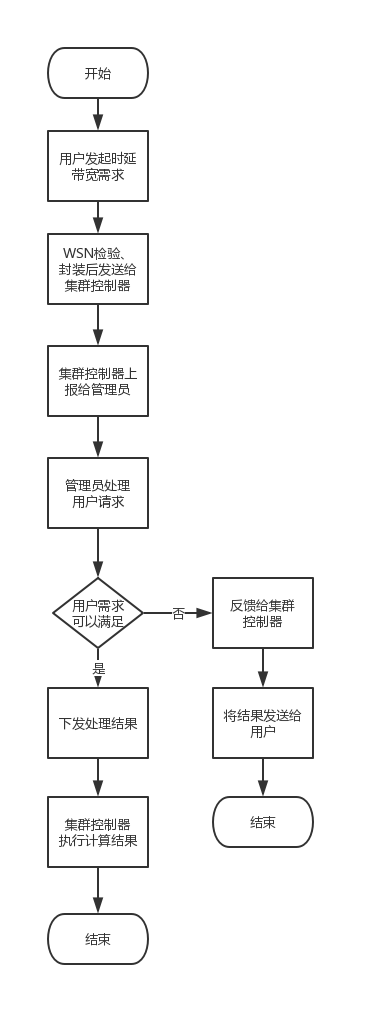 开始
用户发起时延
带宽需求
WSN检验、
封装后发送给
集群控制器
集群控制器上
报给管理员
管理员处理
用户请求
用户需求
可以满足
否
反馈给集群
控制器
是
下发处理结果
将结果发送给
用户
集群控制器
执行计算结果
结束
结束